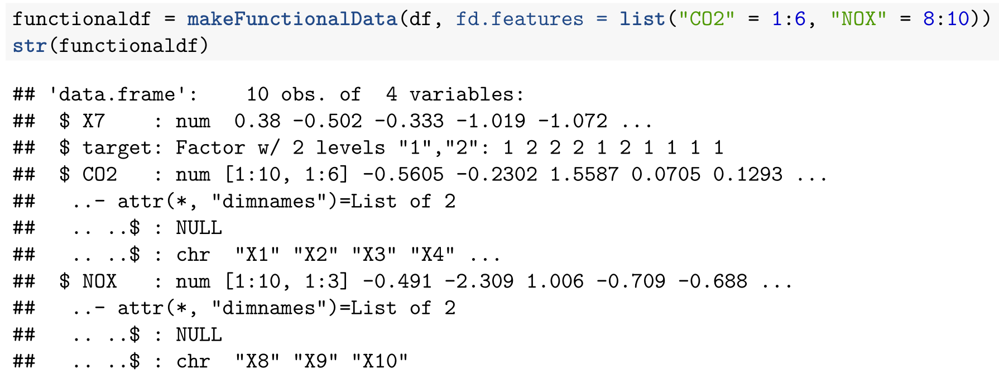 functionaldf = makeFunctionalData(df, fd.features = list("CO2" = 1:6, "NOX" = 8:10))
str(functionaldf)
## 'data.frame':    10 obs. of  4 variables:
##  $ X7    : num  0.38 -0.502 -0.333 -1.019 -1.072 ...
##  $ target: Factor w/ 2 levels "1","2": 1 2 2 2 1 2 1 1 1 1
##  $ CO2   : num [1:10, 1:6] -0.5605 -0.2302 1.5587 0.0705 0.1293 ...
##   ..- attr(*, "dimnames")=List of 2
##   .. ..$ : NULL
##   .. ..$ : chr  "X1" "X2" "X3" "X4" ...
##  $ NOX   : num [1:10, 1:3] -0.491 -2.309 1.006 -0.709 -0.688 ...
##   ..- attr(*, "dimnames")=List of 2
##   .. ..$ : NULL
##   .. ..$ : chr  "X8" "X9" "X10"